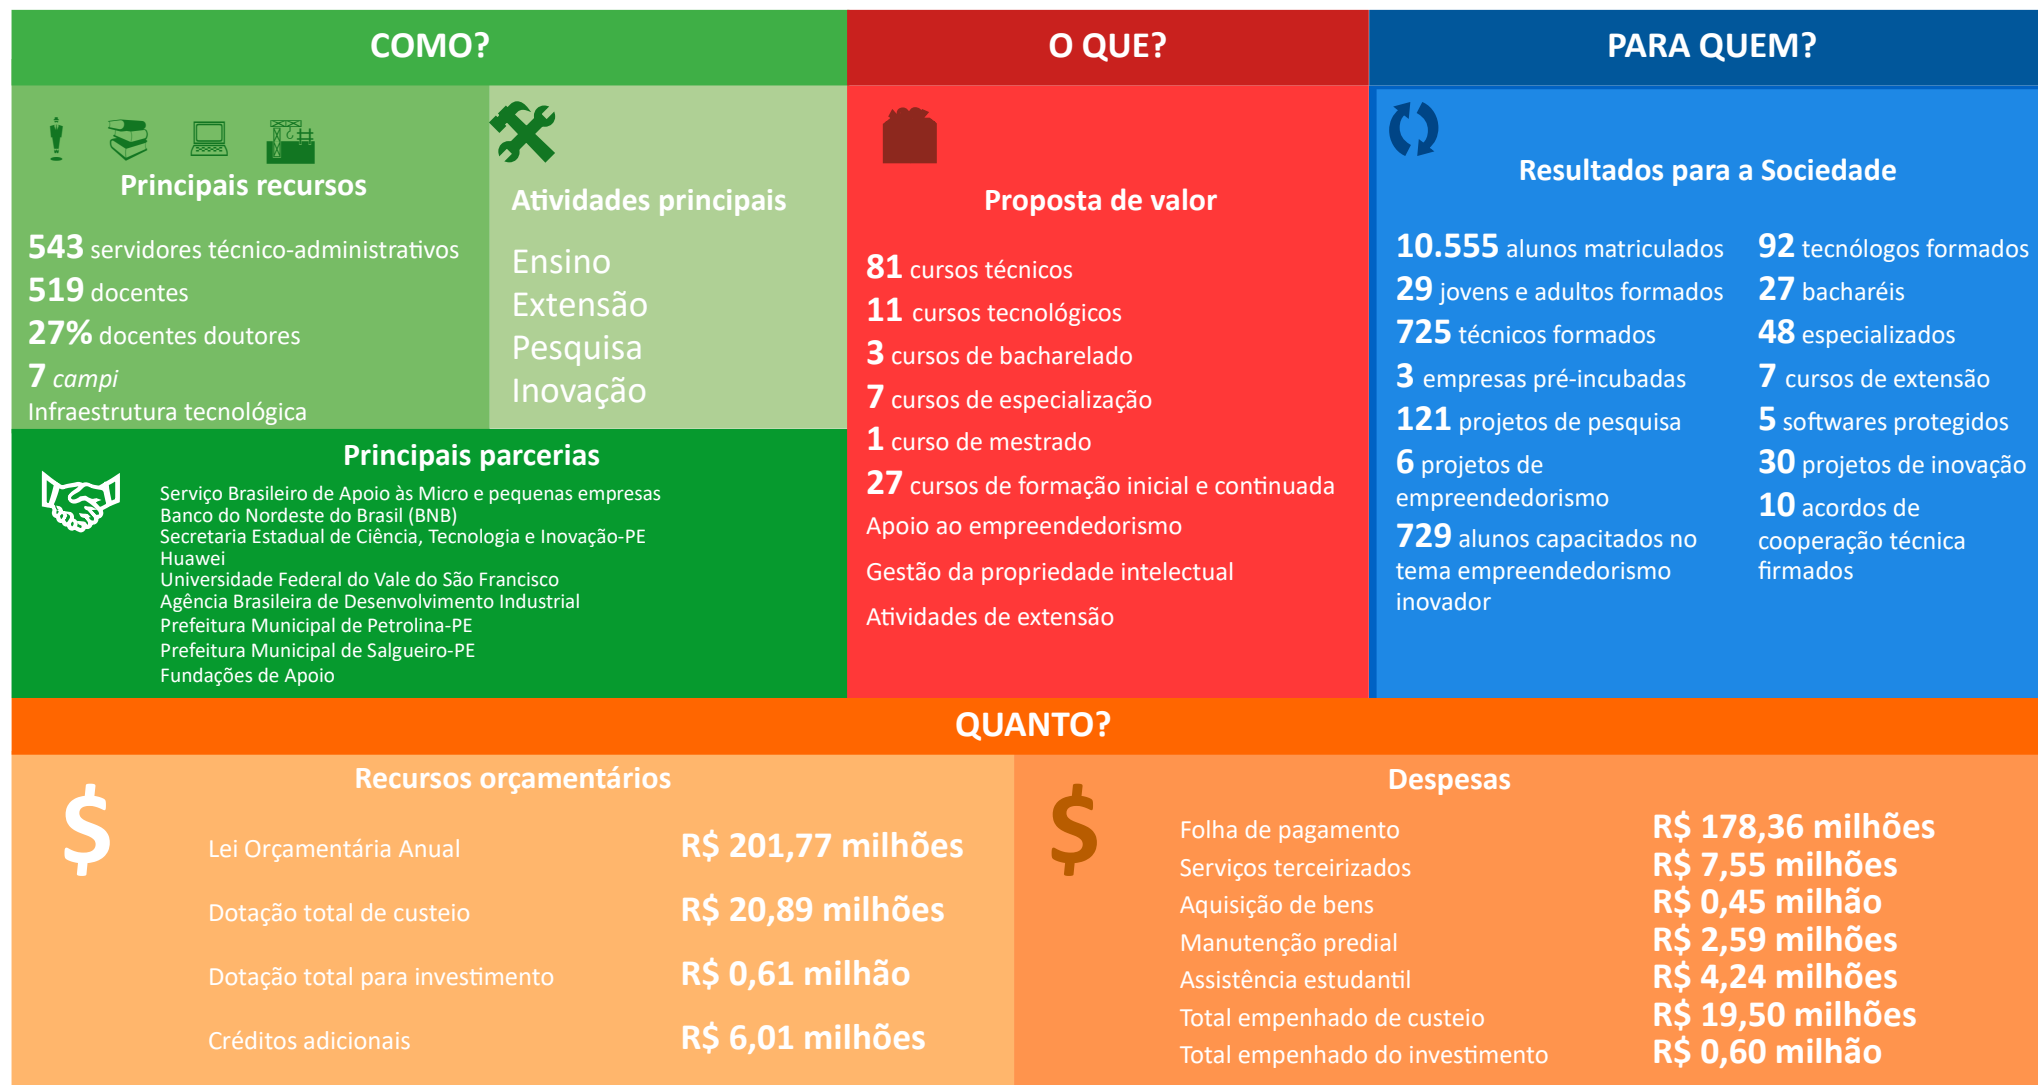 COMO?
Principais recursos
543 servidores técnico-administrativos
519 docentes
27% docentes doutores
7 campi
Infraestrutura tecnológica
Atividades principais
Ensino
Extensão
Pesquisa
Inovação
Principais parcerias
Serviço Brasileiro de Apoio às Micro e pequenas empresas
Banco do Nordeste do Brasil (BNB)
Secretaria Estadual de Ciência, Tecnologia e Inovação-PE
Huawei
Universidade Federal do Vale do São Francisco
Agência Brasileira de Desenvolvimento Industrial
Prefeitura Municipal de Petrolina-PE
Prefeitura Municipal de Salgueiro-PE
Fundações de Apoio
O QUE?
Proposta de valor
81 cursos técnicos
11 cursos tecnológicos
3 cursos de bacharelado
7 cursos de especialização
1 curso de mestrado
27 cursos de formação inicial e continuada
Apoio ao empreendedorismo
Gestão da propriedade intelectual
Atividades de extensão
PARA QUEM?
Resultados para a Sociedade
10.555 alunos matriculados
29 jovens e adultos formados
725 técnicos formados
3 empresas pré-incubadas
121 projetos de pesquisa
6 projetos de
empreendedorismo
729 alunos capacitados no
tema empreendedorismo
inovador
92 tecnólogos formados
27 bacharéis
48 especializados
7 cursos de extensão
5 softwares protegidos
30 projetos de inovação
10 acordos de
cooperação técnica
firmados
QUANTO?
Recursos orçamentários
$
Lei Orçamentária Anual R$ 201,77 milhões
Dotação total de custeio R$ 20,89 milhões
Dotação total para investimento R$ 0,61 milhão
Créditos adicionais R$ 6,01 milhões
Despesas
$
Folha de pagamento R$ 178,36 milhões
Serviços terceirizados R$ 7,55 milhões
Aquisição de bens R$ 0,45 milhão
Manutenção predial R$ 2,59 milhões
Assistência estudantil R$ 4,24 milhões
Total empenhado de custeio R$ 19,50 milhões
Total empenhado do investimento R$ 0,60 milhão